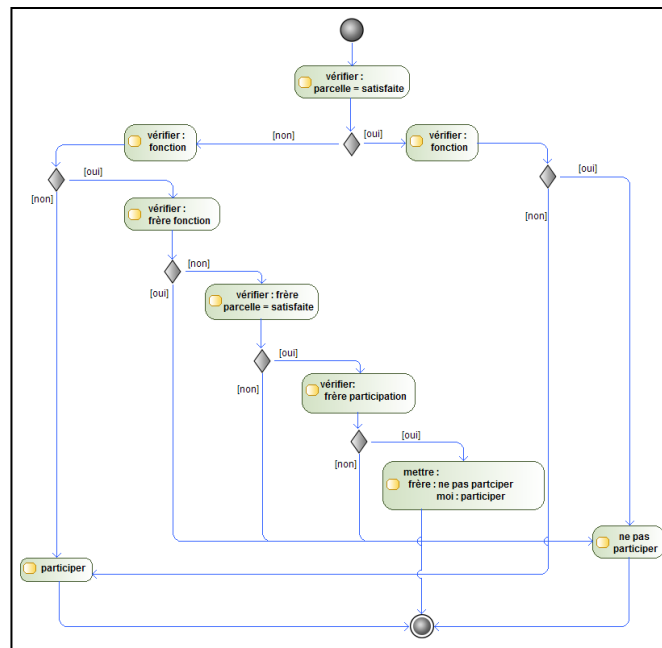 vérifier :
parcelle = satisfaite
vérifier :
fonction
[non]
[oui]
vérifier :
fonction
[oui]
[non]
[oui]
[non]
vérifier:
frère fonction
[non]
[oui]
vérifier : frère
parcelle = satisfaite
[oui]
[non]
vérifier:
frère participation
[oui]
[non]
mettre :
frère : ne pas partciper
moi : participer
ne pas
participer
participer